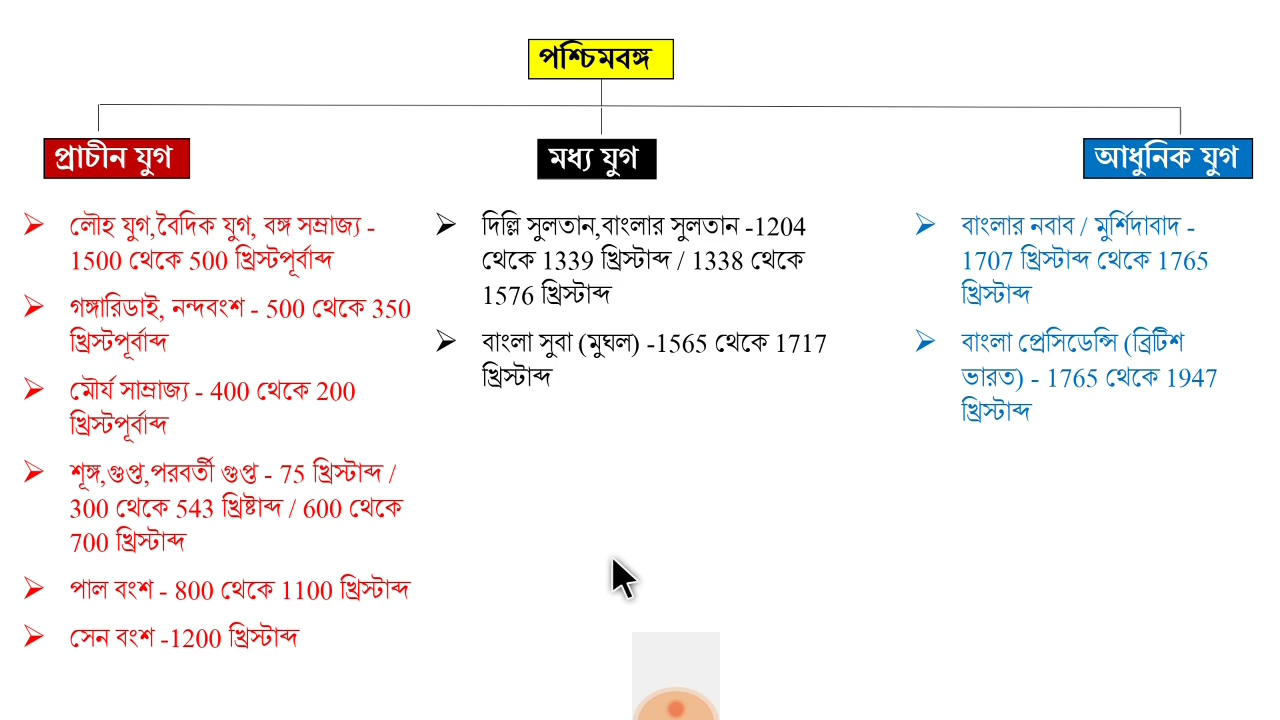 পশ্চিমবঙ্গ
প্রাচীন যুগ
লৌহ যুগ,বৈদিক যুগ, বঙ্গ সম্রাজ্য -
1500 থেকে 500 খ্রিস্টপূর্বাব্দ
গঙ্গারিডাই, নন্দবংশ - 500 থেকে 350
খ্রিস্টপূর্বাব্দ
মৌর্য সাম্রাজ্য - 400 থেকে 200
খ্রিস্টপূর্বাব্দ
শূঙ্গ,গুপ্ত,পরবর্তী গুপ্ত - 75 খ্রিস্টাব্দ /
300 থেকে 543 খ্রিষ্টাব্দ / 600 থেকে
700 খ্রিস্টাব্দ
পাল বংশ - 800 থেকে 1100 খ্রিস্টাব্দ
সেন বংশ -1200 খ্রিস্টাব্দ
মধ্য যুগ
দিল্লি সুলতান,বাংলার সুলতান -1204
থেকে 1339 খ্রিস্টাব্দ / 1338 থেকে
1576 খ্রিস্টাব্দ
বাংলা সুবা (মুঘল) -1565 থেকে 1717
খ্রিস্টাব্দ
আধুনিক যুগ
বাংলার নবাব / মুর্শিদাবাদ -
1707 খ্রিস্টাব্দ থেকে 1765
খ্রিস্টাব্দ
বাংলা প্রেসিডেন্সি (ব্রিটিশ
ভারত) - 1765 থেকে 1947
খ্রিস্টাব্দ